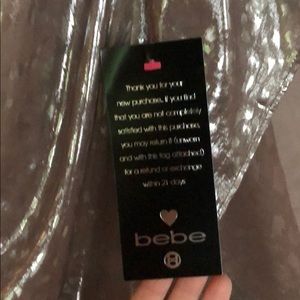 Thank you for your
new purchase. If you find
that you are not completely
satisfied with this purchase,
you may return it (unworn
and with this tag attached!)
for a refund or exchange
within 21 days
bebe